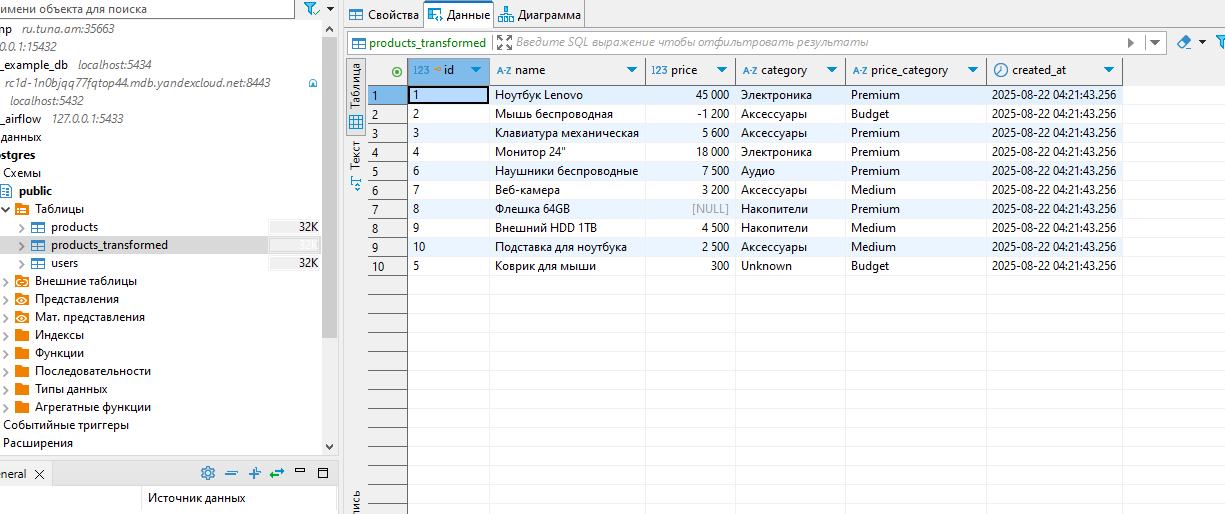 имени объекта для поиска
mp ru.tuna.am:35663
0.0.1:15432
_example_db localhost:5434
rc1d-1n0bjqq77fqtop44.mdb.yandexcloud.net:8443
localhost:5432
_airflow 127.0.0.1:5433
данных
stgres
Схемы
public
Таблицы
products 32K
products_transformed 32K
users 32K
Внешние таблицы
Представления
Мат. представления
Индексы
Функции
Последовательности
Типы данных
Агрегатные функции
Событийные триггеры
Расширения
neral
Источник данных
Свойства Данные Диаграмма
products_transformed Введите SQL выражение чтобы отфильтровать результаты
Таблица
Текст
пись
123 id A-Z name 123 price A-Z category A-Z price_category created_at
1 1 Ноутбук Lenovo 45 000 Электроника Premium 2025-08-22 04:21:43.256
2 2 Мышь беспроводная -1 200 Аксессуары Budget 2025-08-22 04:21:43.256
3 3 Клавиатура механическая 5 600 Аксессуары Premium 2025-08-22 04:21:43.256
4 4 Монитор 24" 18 000 Электроника Premium 2025-08-22 04:21:43.256
5 6 Наушники беспроводные 7 500 Аудио Premium 2025-08-22 04:21:43.256
6 7 Веб-камера 3 200 Аксессуары Medium 2025-08-22 04:21:43.256
7 8 Флешка 64GB [NULL] Накопители Premium 2025-08-22 04:21:43.256
8 9 Внешний HDD 1TB 4 500 Накопители Medium 2025-08-22 04:21:43.256
9 10 Подставка для ноутбука 2 500 Аксессуары Medium 2025-08-22 04:21:43.256
10 5 Коврик для мыши 300 Unknown Budget 2025-08-22 04:21:43.256